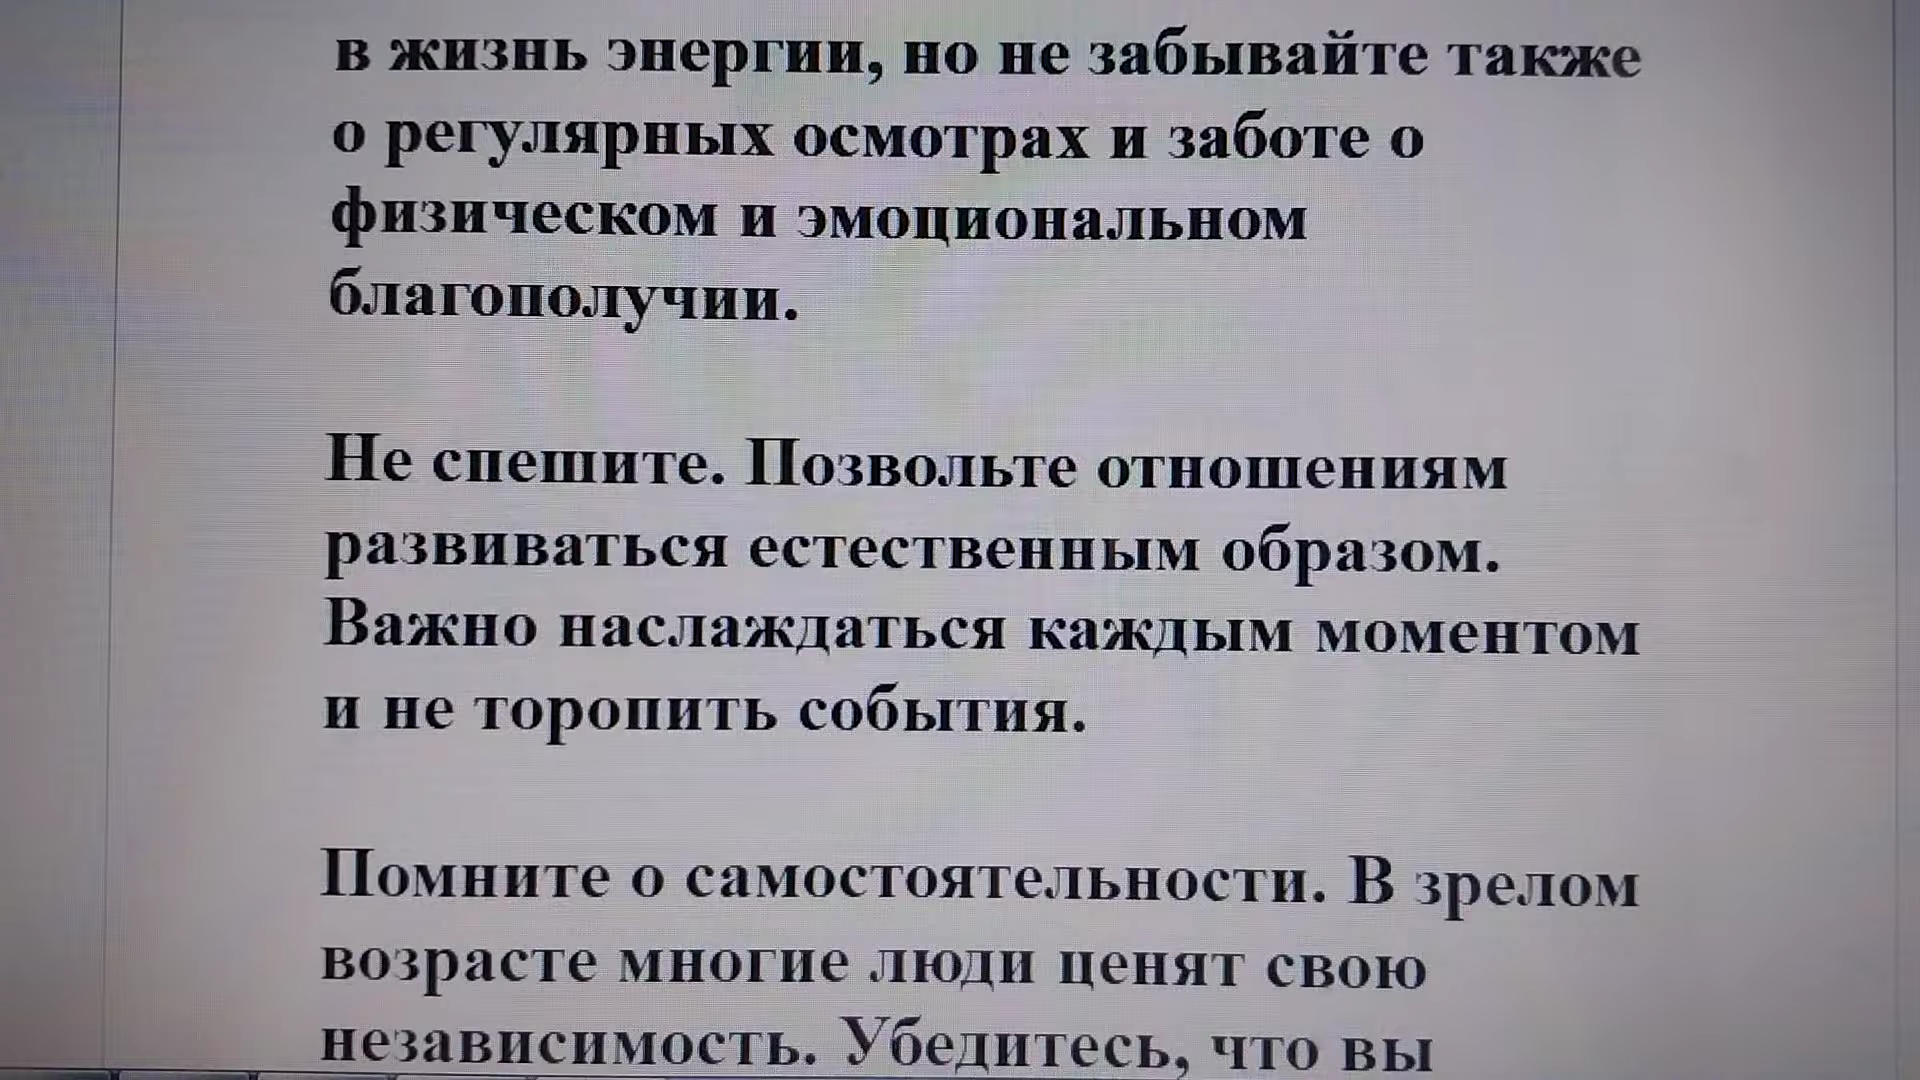 в жизнь энергии, но не забывайте также
о регулярных осмотрах и заботе о
физическом и эмоциональном
благополучии.
Не спешите. Позвольте отношениям
развиваться естественным образом.
Важно наслаждаться каждым моментом
и не торопить события.
Помните о самостоятельности. В зрелом
возрасте многие люди ценят свою
независимость. Убедитесь, что вы